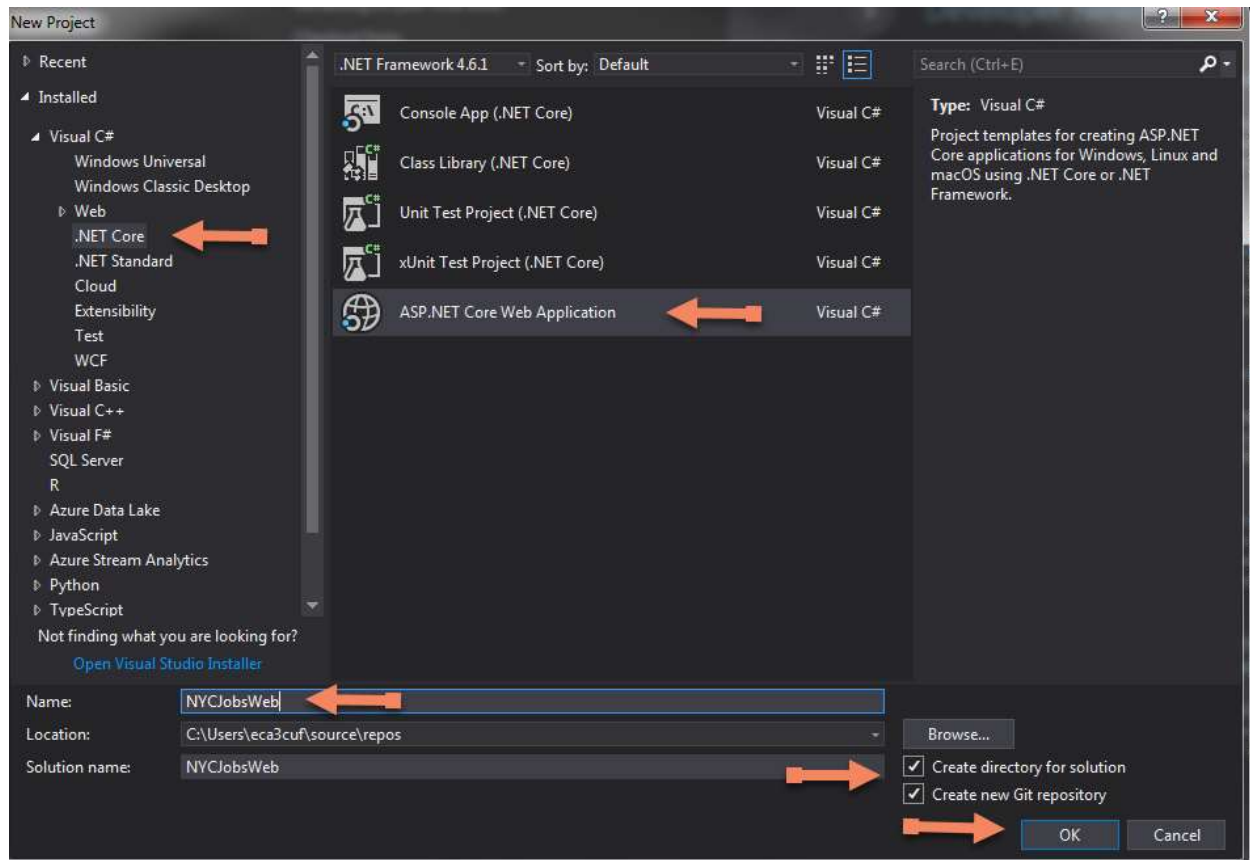 New Project
Recent
Installed
Visual C#
Windows Universal
Windows Classic Desktop
Web
.NET Core
.NET Standard
Cloud
Extensibility
Test
WCF
Visual Basic
Visual C++
Visual F#
SQL Server
R
Azure Data Lake
JavaScript
Azure Stream Analytics
Python
TypeScript
Not finding what you are looking for?
Open Visual Studio Installer
.NET Framework 4.6.1 Sort by: Default
Console App (.NET Core) Visual C#
Class Library (.NET Core) Visual C#
Unit Test Project (.NET Core) Visual C#
xUnit Test Project (.NET Core) Visual C#
ASP.NET Core Web Application Visual C#
Search (Ctrl+E)
Type: Visual C#
Project templates for creating ASP.NET
Core applications for Windows, Linux and
macOS using .NET Core or .NET
Framework.
Name: NYCJobsWeb
Location: C:\Users\eca3cuf\source\repos Browse...
Solution name: NYCJobsWeb
Create directory for solution
Create new Git repository
OK Cancel